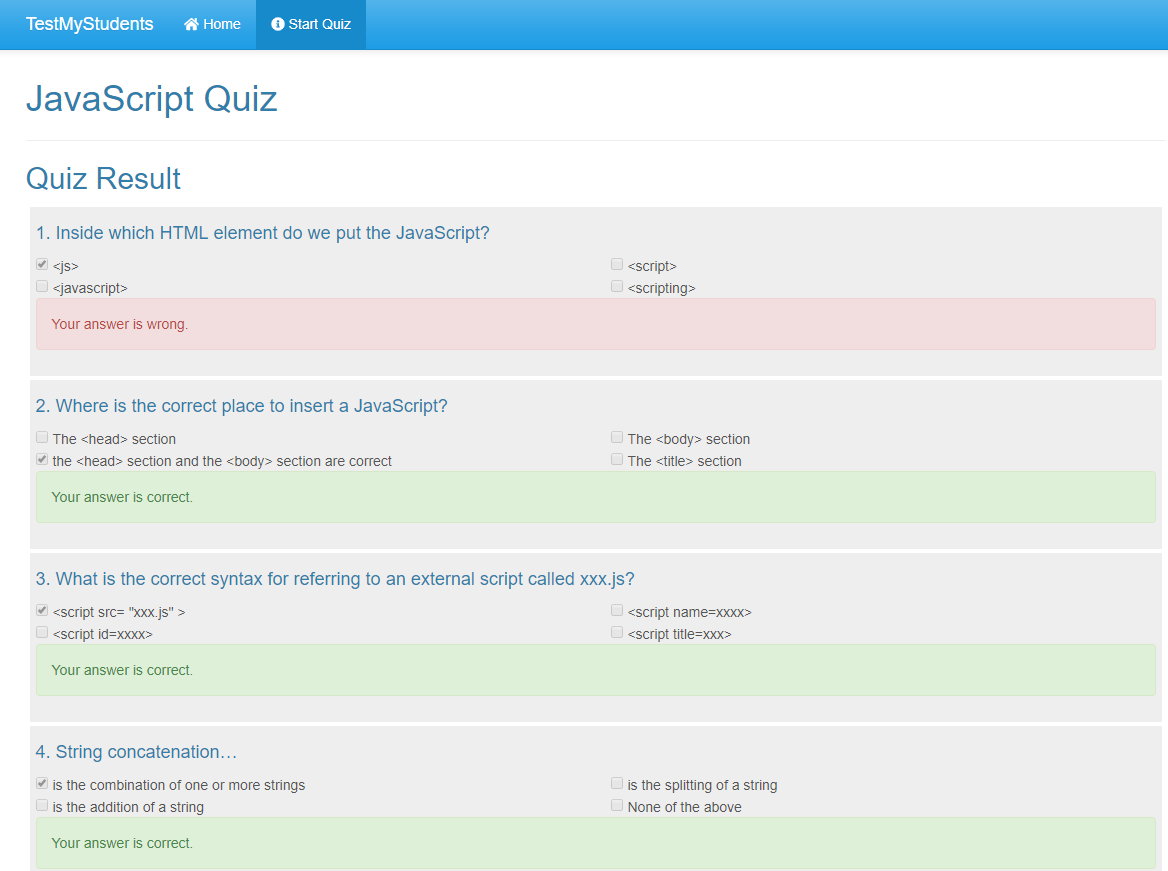 TestMyStudents Home Start Quiz
JavaScript Quiz
Quiz Result
1. Inside which HTML element do we put the JavaScript?
<js> <script>
<javascript> <scripting>
Your answer is wrong.
2. Where is the correct place to insert a JavaScript?
The <head> section The <body> section
the <head> section and the <body> section are correct The <title> section
Your answer is correct.
3. What is the correct syntax for referring to an external script called xxx.js?
<script src= "xxx.js" > <script name=xxxx>
<script id=xxxx> <script title=xxx>
Your answer is correct.
4. String concatenation…
is the combination of one or more strings is the splitting of a string
is the addition of a string None of the above
Your answer is correct.